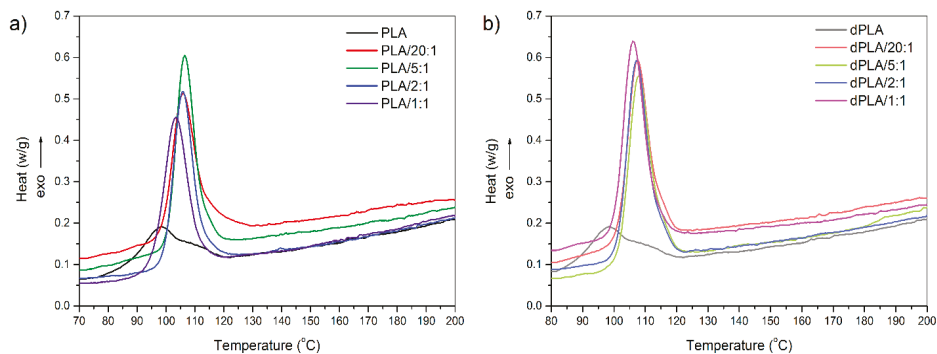 a)
PLA
PLA/20:1
PLA/5:1
PLA/2:1
PLA/1:1
0.7
0.6
0.5
0.4
0.3
0.2
0.1
0.0
Heat (w/g)
exo
70 80 90 100 110 120 130 140 150 160 170 180 190 200
Temperature (°C)
b)
dPLA
dPLA/20:1
dPLA/5:1
dPLA/2:1
dPLA/1:1
0.7
0.6
0.5
0.4
0.3
0.2
0.1
0.0
Heat (w/g)
exo
80 90 100 110 120 130 140 150 160 170 180 190 200
Temperature (°C)